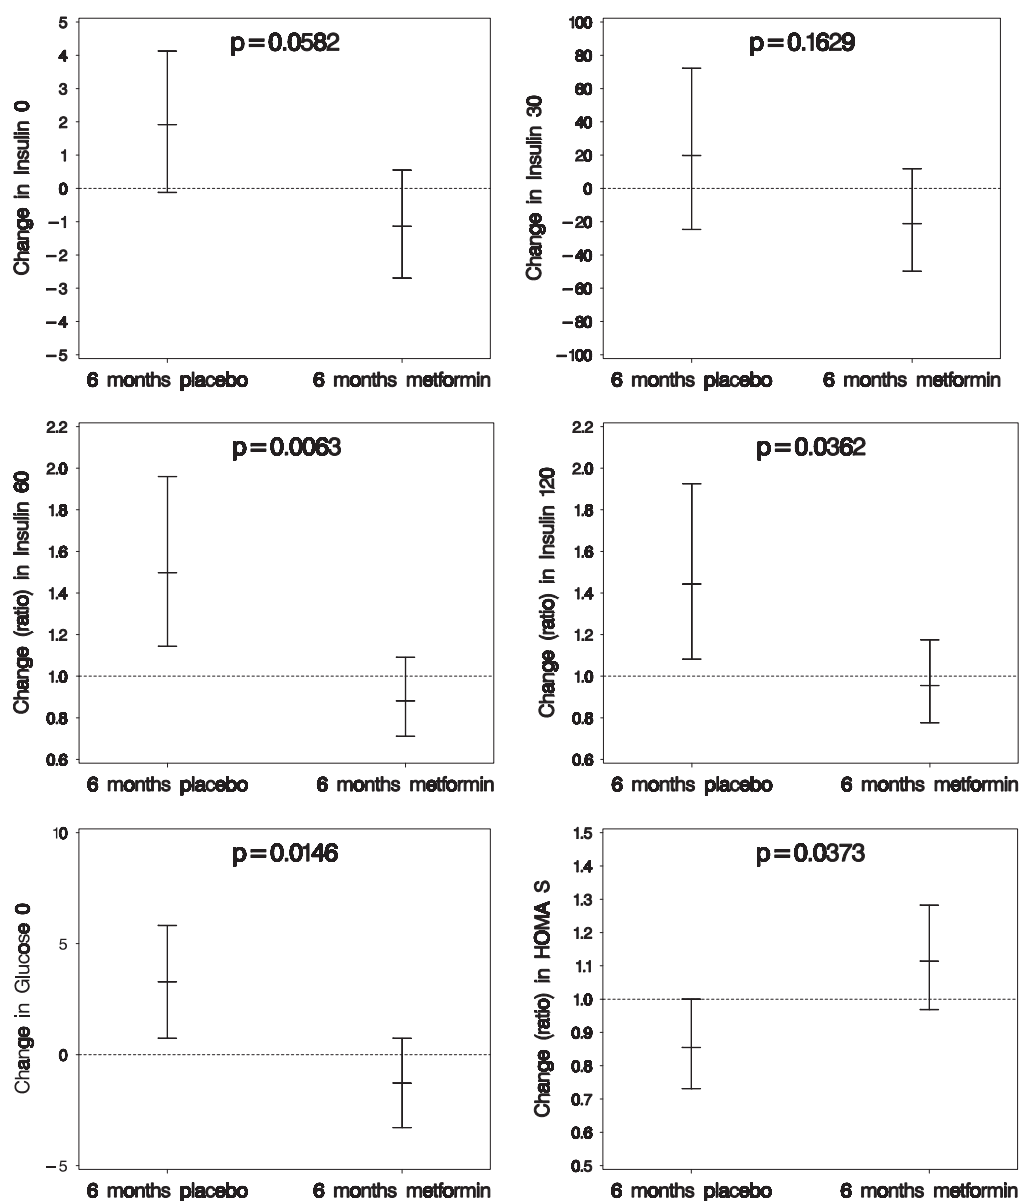 p=0.0582
Change in Insulin 0
5
4
3
2
1
0
−1
−2
−3
−4
−5
6 months placebo
6 months metformin
p=0.1629
Change in Insulin 30
100
80
60
40
20
0
−20
−40
−60
−80
−100
6 months placebo
6 months metformin
p=0.0063
Change (ratio) in Insulin 60
2.2
2.0
1.8
1.6
1.4
1.2
1.0
0.8
0.6
6 months placebo
6 months metformin
p=0.0362
Change (ratio) in Insulin 120
2.2
2.0
1.8
1.6
1.4
1.2
1.0
0.8
0.6
6 months placebo
6 months metformin
p=0.0146
Change in Glucose 0
10
5
0
−5
6 months placebo
6 months metformin
p=0.0373
Change (ratio) in HOMA S
1.5
1.4
1.3
1.2
1.1
1.0
0.9
0.8
0.7
0.6
0.5
6 months placebo
6 months metformin